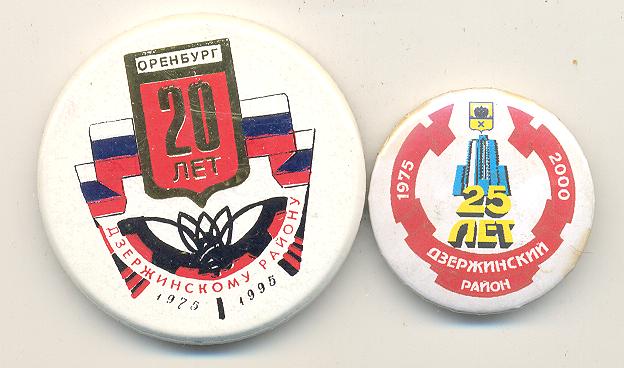 ОРЕНБУРГ
20
ЛЕТ
ДЗЕРЖИНСКОМУ РАЙОНУ
1975 1995
1975
2000
25
ЛЕТ
ДЗЕРЖИНСКИЙ
РАЙОН